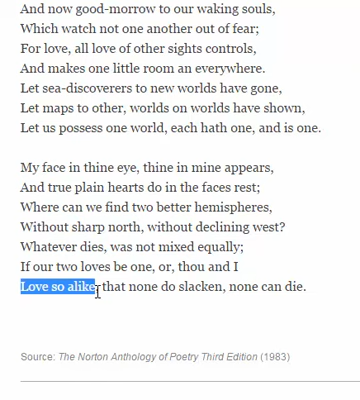 And now good-morrow to our waking souls,
Which watch not one another out of fear;
For love, all love of other sights controls,
And makes one little room an everywhere.
Let sea-discoverers to new worlds have gone,
Let maps to other, worlds on worlds have shown,
Let us possess one world, each hath one, and is one.
My face in thine eye, thine in mine appears,
And true plain hearts do in the faces rest;
Where can we find two better hemispheres,
Without sharp north, without declining west?
Whatever dies, was not mixed equally;
If our two loves be one, or, thou and I
Love so alike, that none do slacken, none can die.
Source: The Norton Anthology of Poetry Third Edition (1983)